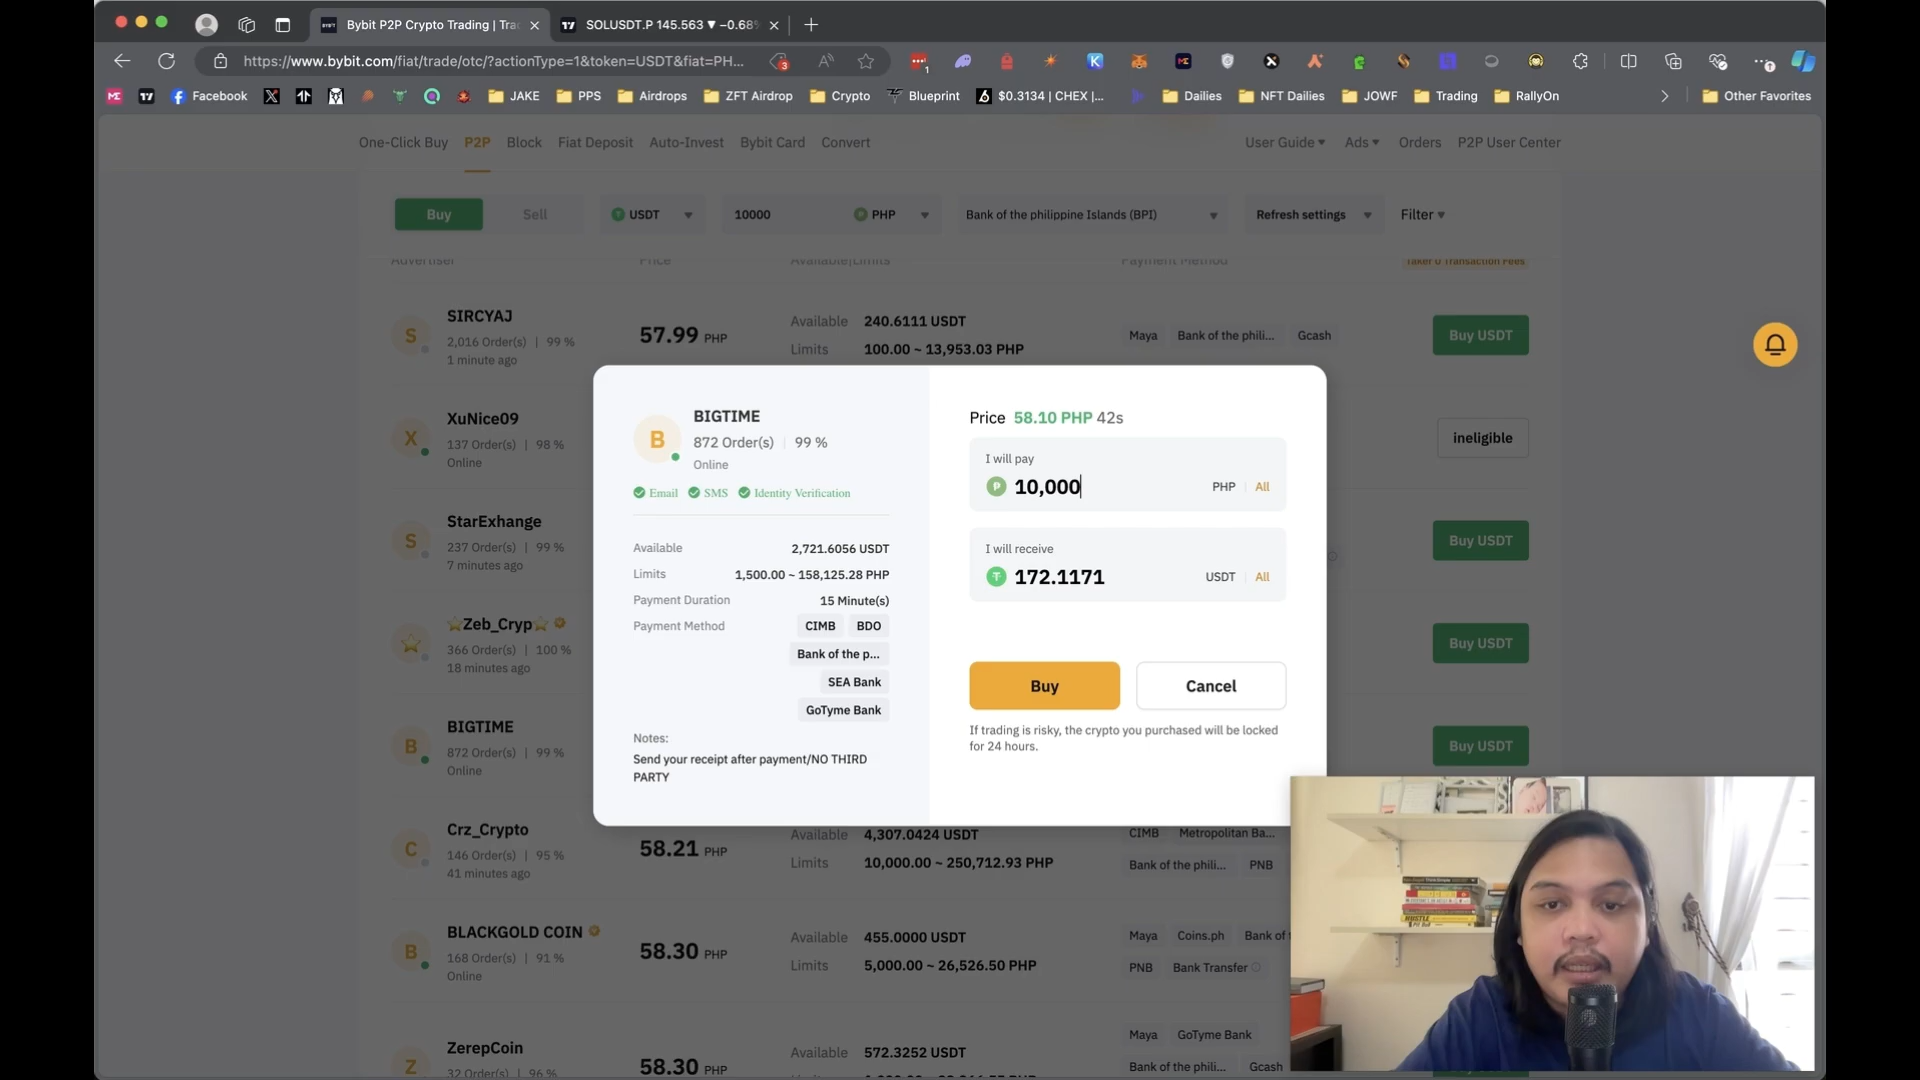 Bybit P2P Crypto Trading | Tra
SOLUSDT.P 145.563 ▼ −0.68%
https://www.bybit.com/fiat/trade/otc/?actionType=1&token=USDT&fiat=PH...
Facebook
JAKE
PPS
Airdrops
ZFT Airdrop
Crypto
Blueprint
$0.3134 | CHEX |...
Dailies
NFT Dailies
JOWF
Trading
RallyOn
Other Favorites
One-Click Buy P2P Block Fiat Deposit Auto-Invest Bybit Card Convert
User Guide Ads Orders P2P User Center
Buy Sell USDT 10000 PHP Bank of the philippine Islands (BPI) Refresh settings Filter
Advertiser Price Available/Limits Payment Method Taker 0 Transaction Fees
S SIRCYAJ
2,016 Order(s) | 99 %
1 minute ago
57.99 PHP
Available 240.6111 USDT
Limits 100.00 ~ 13,953.03 PHP
Maya Bank of the phili... Gcash
Buy USDT
X XuNice09
137 Order(s) | 98 %
Online
ineligible
S StarExhange
237 Order(s) | 99 %
7 minutes ago
Buy USDT
Zeb_Cryp
366 Order(s) | 100 %
18 minutes ago
Buy USDT
B BIGTIME
872 Order(s) | 99 %
Online
Buy USDT
C Crz_Crypto
146 Order(s) | 95 %
41 minutes ago
58.21 PHP
Available 4,307.0424 USDT
Limits 10,000.00 ~ 250,712.93 PHP
CIMB Metropolitan Ba...
Bank of the phili... PNB
B BLACKGOLD COIN
168 Order(s) | 91 %
Online
58.30 PHP
Available 455.0000 USDT
Limits 5,000.00 ~ 26,526.50 PHP
Maya Coins.ph Bank of
PNB Bank Transfer
Z ZerepCoin
32 Order(s) | 96 %
58.30 PHP
Available 572.3252 USDT
Maya GoTyme Bank
Bank of the phili... Gcash
B BIGTIME
872 Order(s) 99 %
Online
Email SMS Identity Verification
Available 2,721.6056 USDT
Limits 1,500.00 ~ 158,125.28 PHP
Payment Duration 15 Minute(s)
Payment Method CIMB BDO
Bank of the p...
SEA Bank
GoTyme Bank
Notes:
Send your receipt after payment/NO THIRD
PARTY
Price 58.10 PHP 42s
I will pay
10,000 PHP All
I will receive
172.1171 USDT All
Buy Cancel
If trading is risky, the crypto you purchased will be locked
for 24 hours.